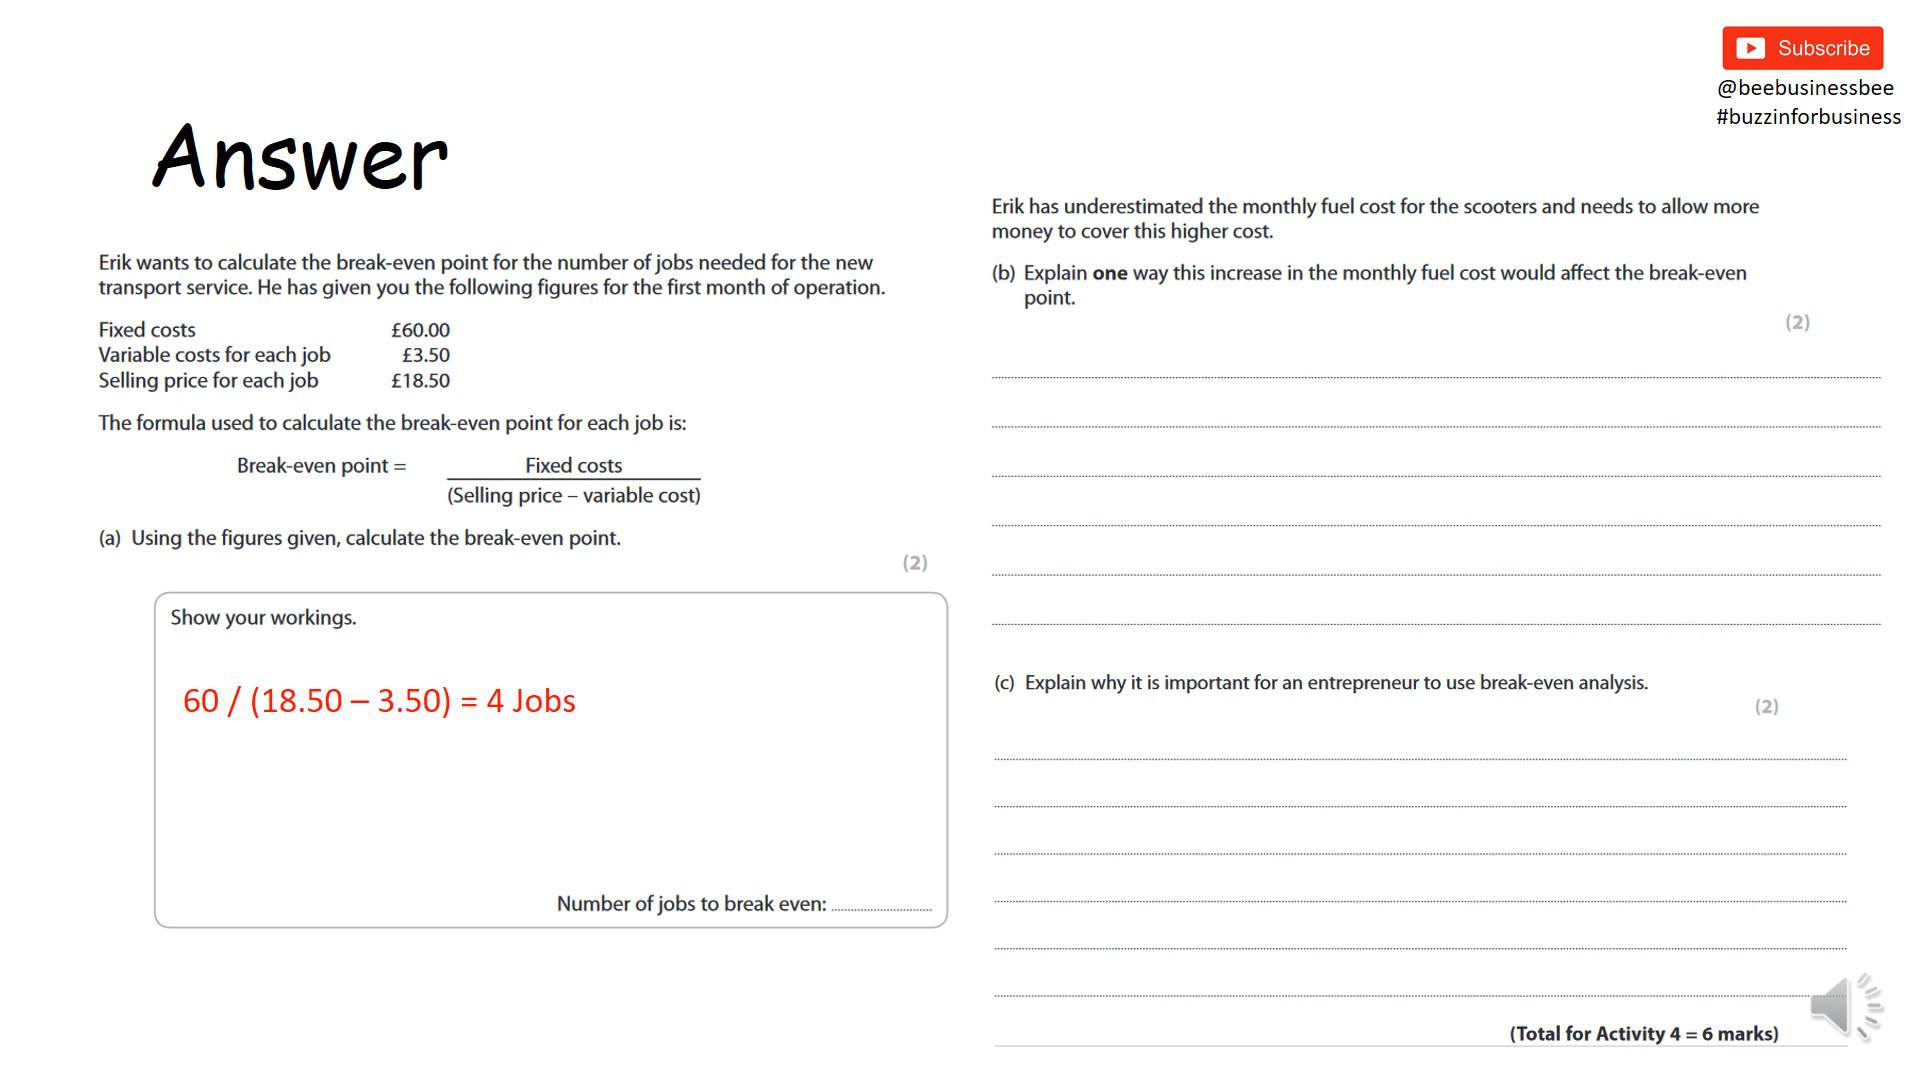 Subscribe
@beebusinessbee
#buzzinforbusiness
Answer
Erik wants to calculate the break-even point for the number of jobs needed for the new
transport service. He has given you the following figures for the first month of operation.
Fixed costs £60.00
Variable costs for each job £3.50
Selling price for each job £18.50
The formula used to calculate the break-even point for each job is:
Break-even point = Fixed costs
(Selling price – variable cost)
(a) Using the figures given, calculate the break-even point.
(2)
Show your workings.
60 / (18.50 – 3.50) = 4 Jobs
Number of jobs to break even:
Erik has underestimated the monthly fuel cost for the scooters and needs to allow more
money to cover this higher cost.
(b) Explain one way this increase in the monthly fuel cost would affect the break-even
point.
(2)
(c) Explain why it is important for an entrepreneur to use break-even analysis.
(2)
(Total for Activity 4 = 6 marks)